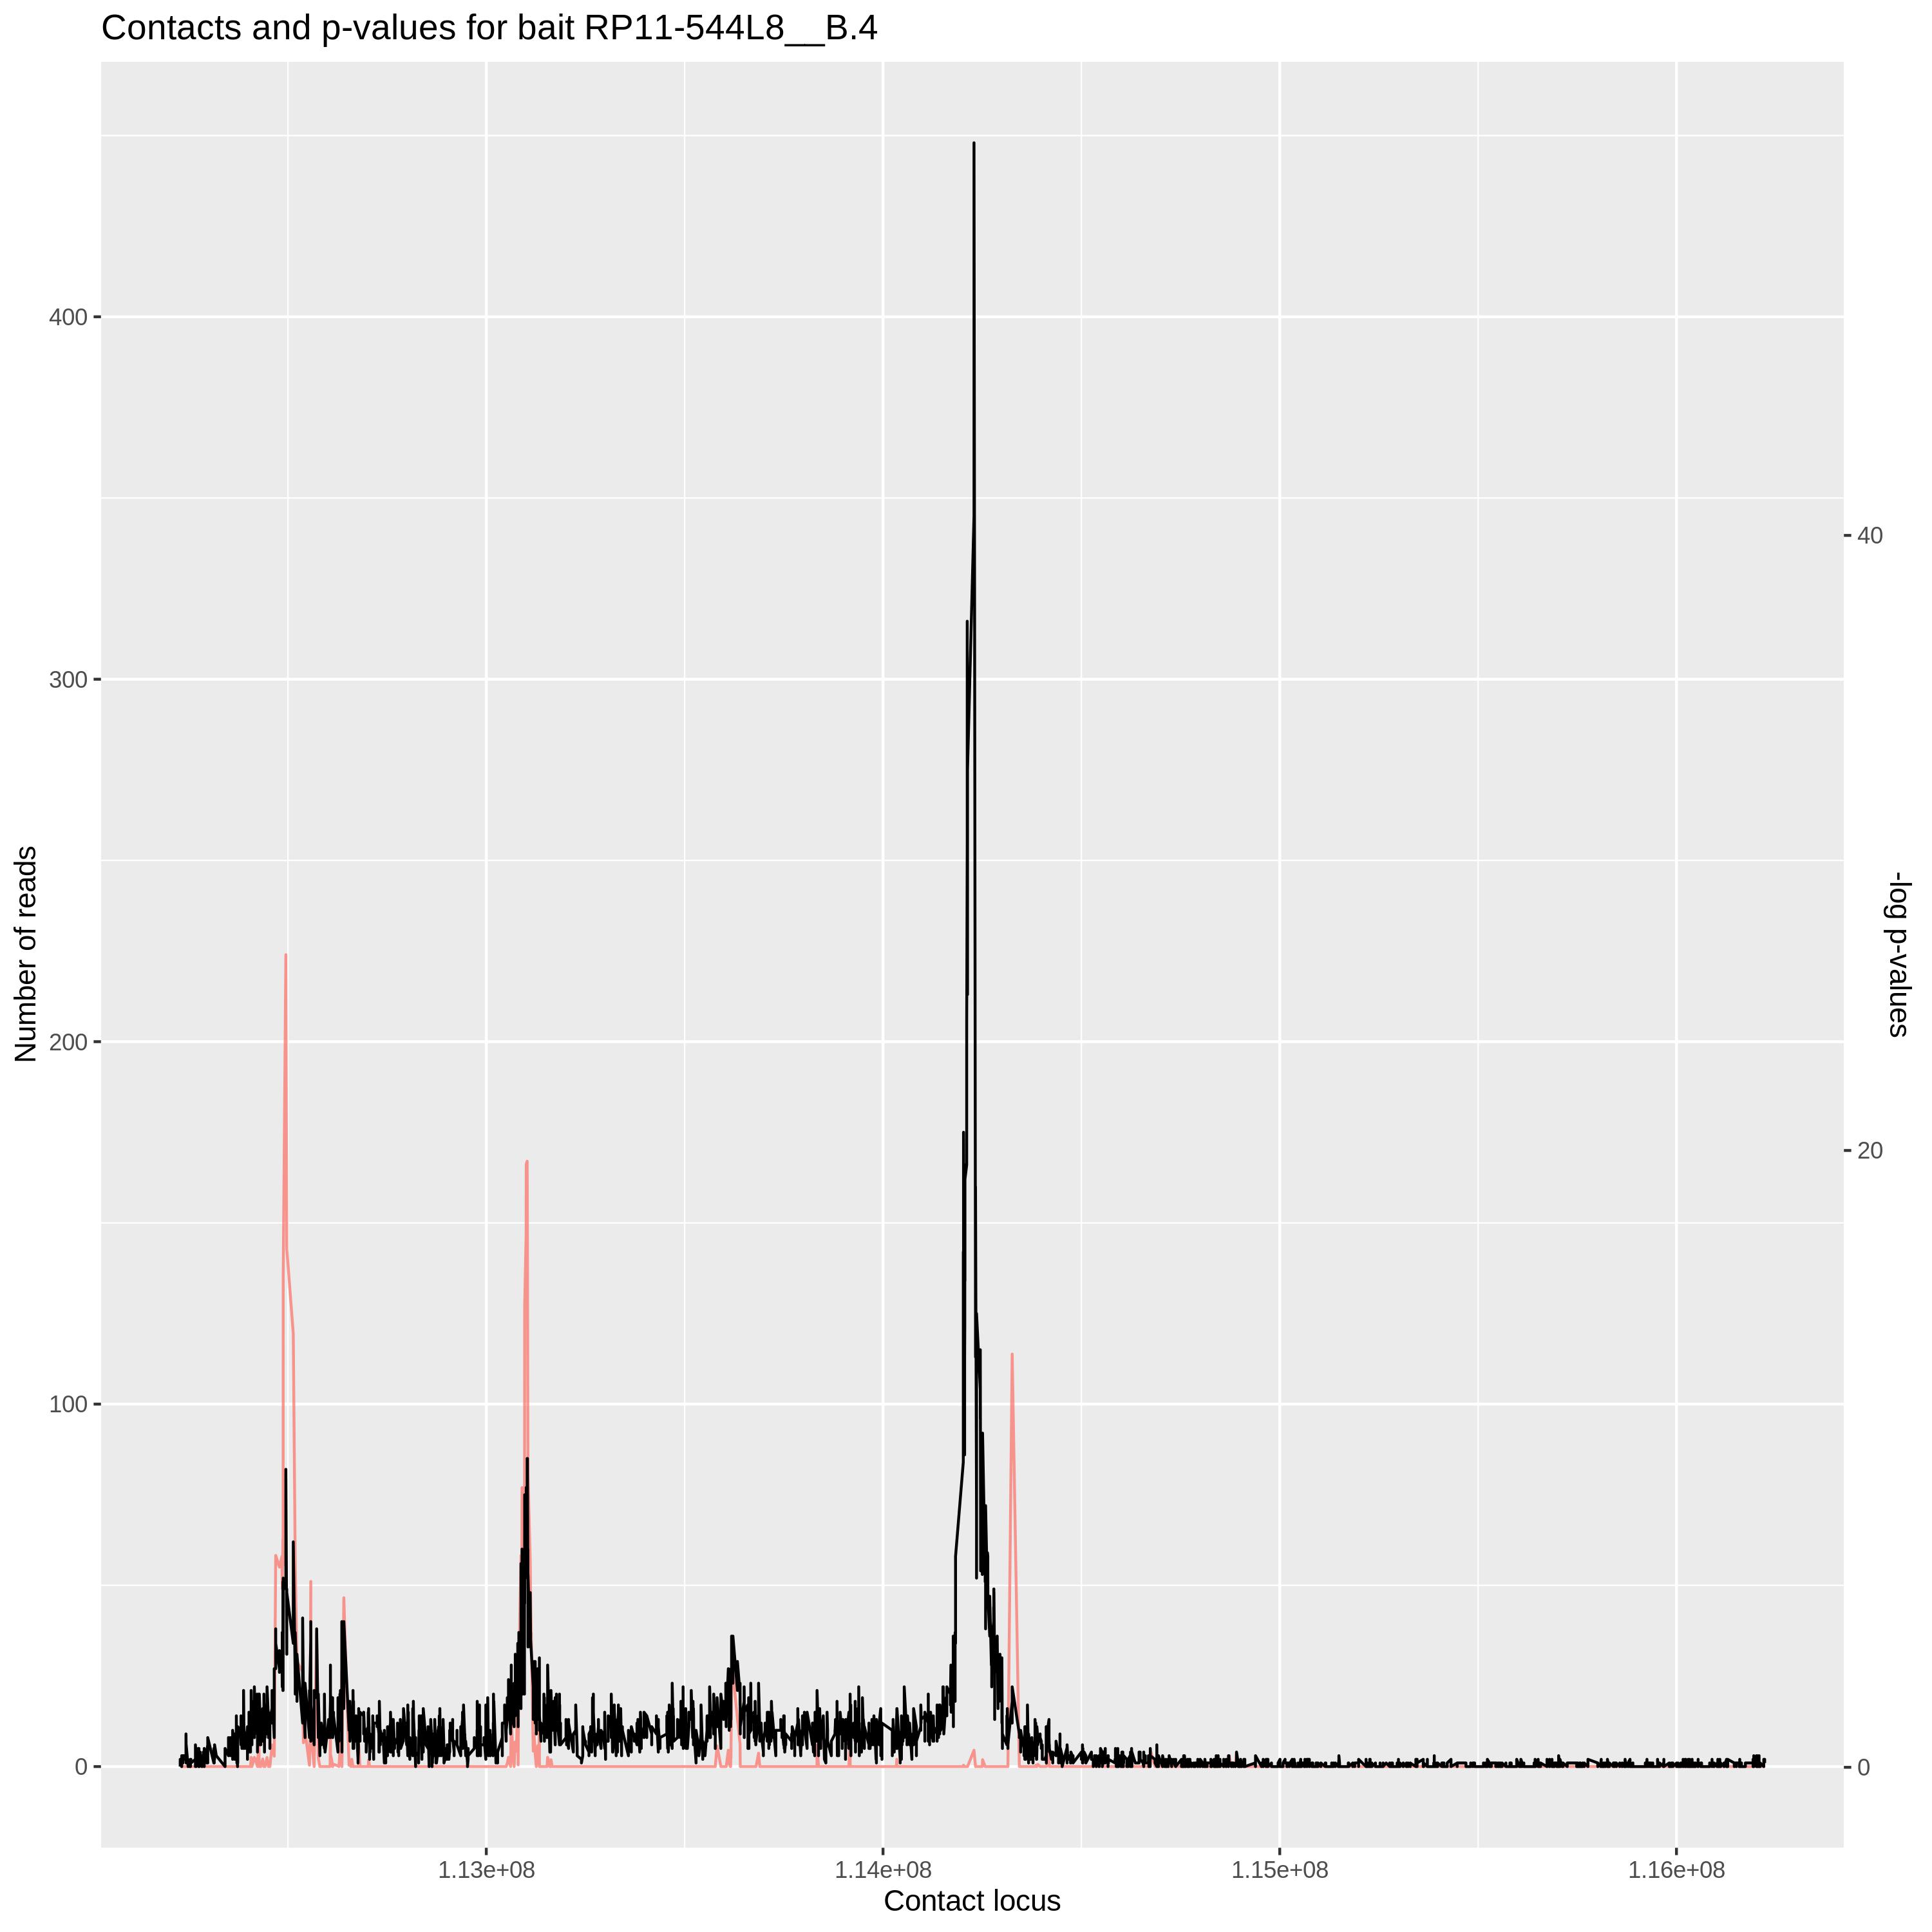 Contacts and p-values for bait RP11-544L8__B.4
400
300
200
100
0
Number of reads
40
20
0
-log p-values
1.13e+08
1.14e+08
1.15e+08
1.16e+08
Contact locus